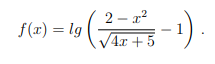 f(x) = lg ( (2 − x²) / √(4x + 5) − 1 ) .